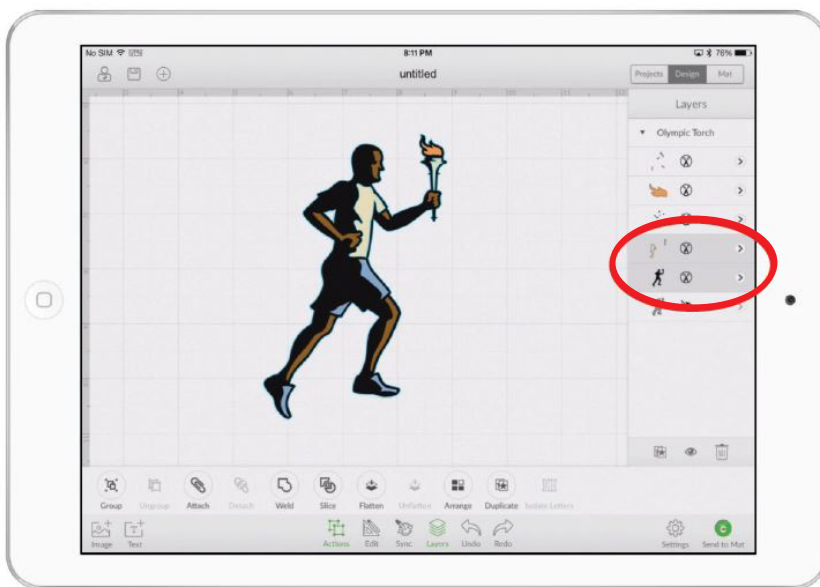 No SIM
8:11 PM
76%
untitled
Projects Design Mat
Layers
Olympic Torch
Group Ungroup Attach Detach Weld Slice Flatten Unflatten Arrange Duplicate Isolate Letters
Image Text Actions Edit Sync Layers Undo Redo Settings Send to Mat